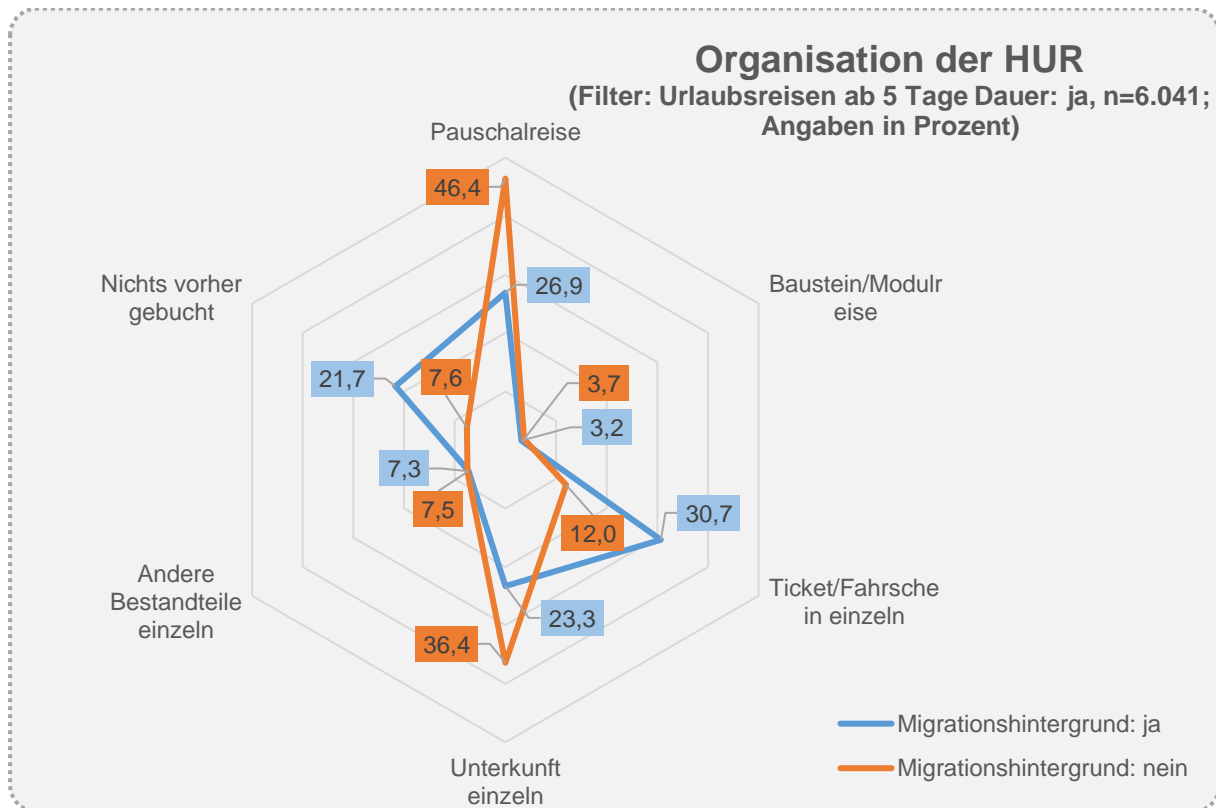 Organisation der HUR
(Filter: Urlaubsreisen ab 5 Tage Dauer: ja, n=6.041;
Angaben in Prozent)
Pauschalreise
46,4
26,9
Nichts vorher
gebucht
Baustein/Modulr
eise
21,7
7,6
3,7
3,2
7,3
7,5
30,7
12,0
Andere
Bestandteile
einzeln
Ticket/Fahrsche
in einzeln
23,3
36,4
Unterkunft
einzeln
Migrationshintergrund: ja
Migrationshintergrund: nein